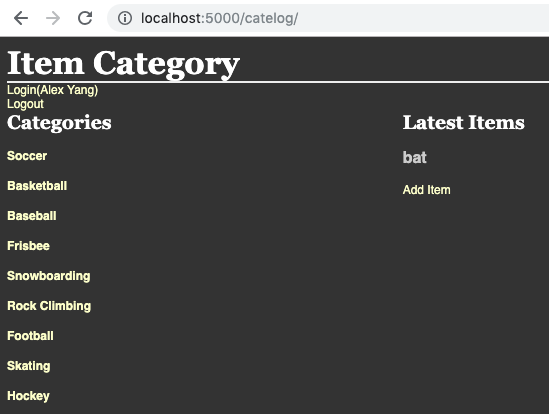 localhost:5000/catelog/
Item Category
Login(Alex Yang)
Logout
Categories
Soccer
Basketball
Baseball
Frisbee
Snowboarding
Rock Climbing
Football
Skating
Hockey
Latest Items
bat
Add Item